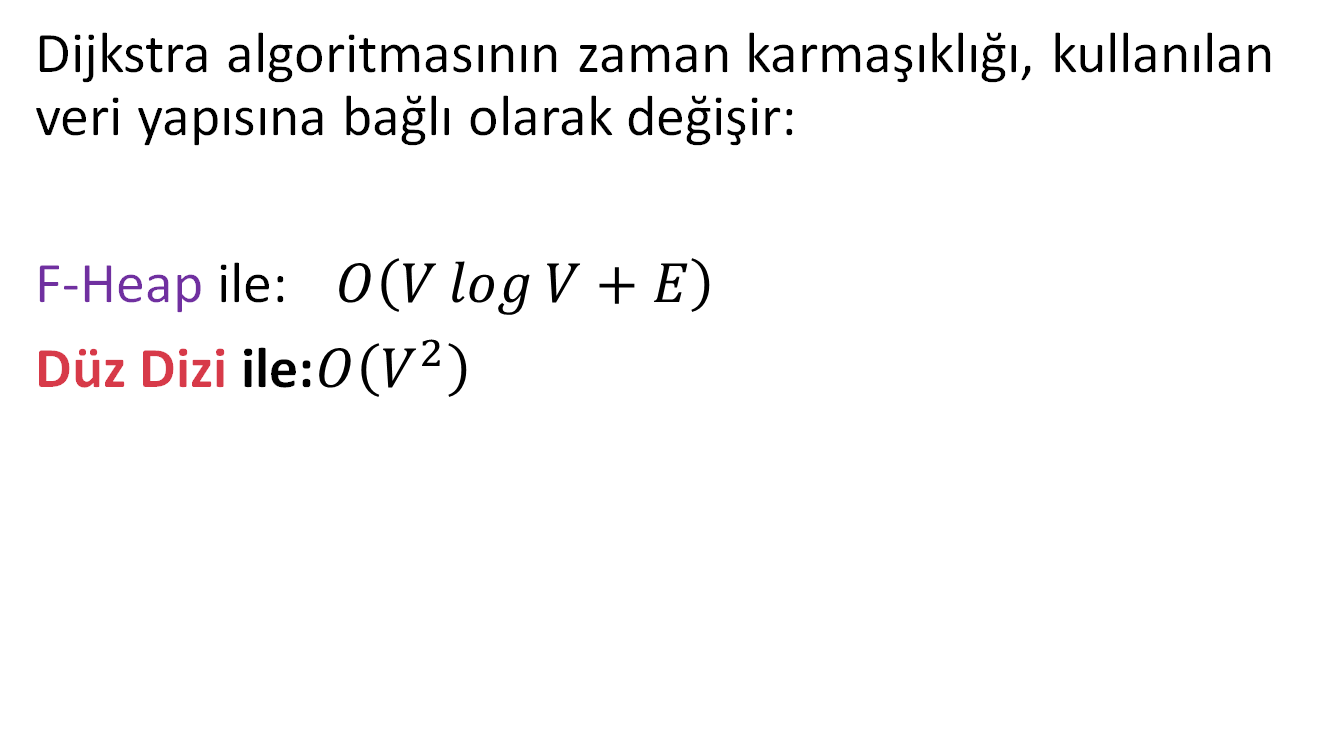 Dijkstra algoritmasının zaman karmaşıklığı, kullanılan
veri yapısına bağlı olarak değişir:
F-Heap ile: O(V log V + E)
Düz Dizi ile:O(V²)